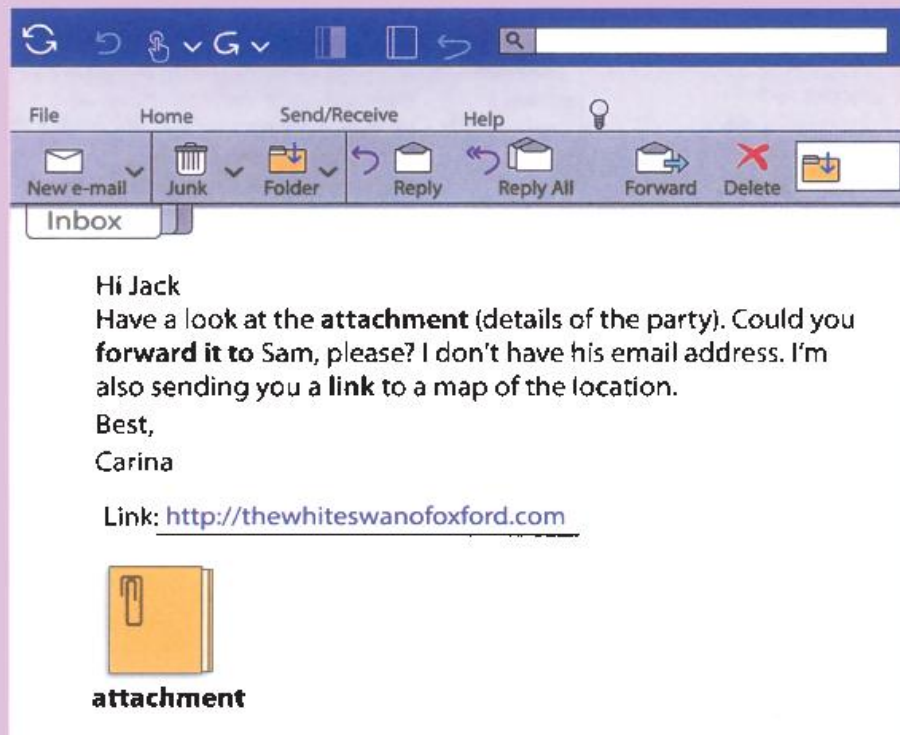 File Home Send/Receive Help
New e-mail Junk Folder Reply Reply All Forward Delete
Inbox
Hi Jack
Have a look at the attachment (details of the party). Could you
forward it to Sam, please? I don't have his email address. I'm
also sending you a link to a map of the location.
Best,
Carina
Link: http://thewhiteswanofoxford.com
attachment